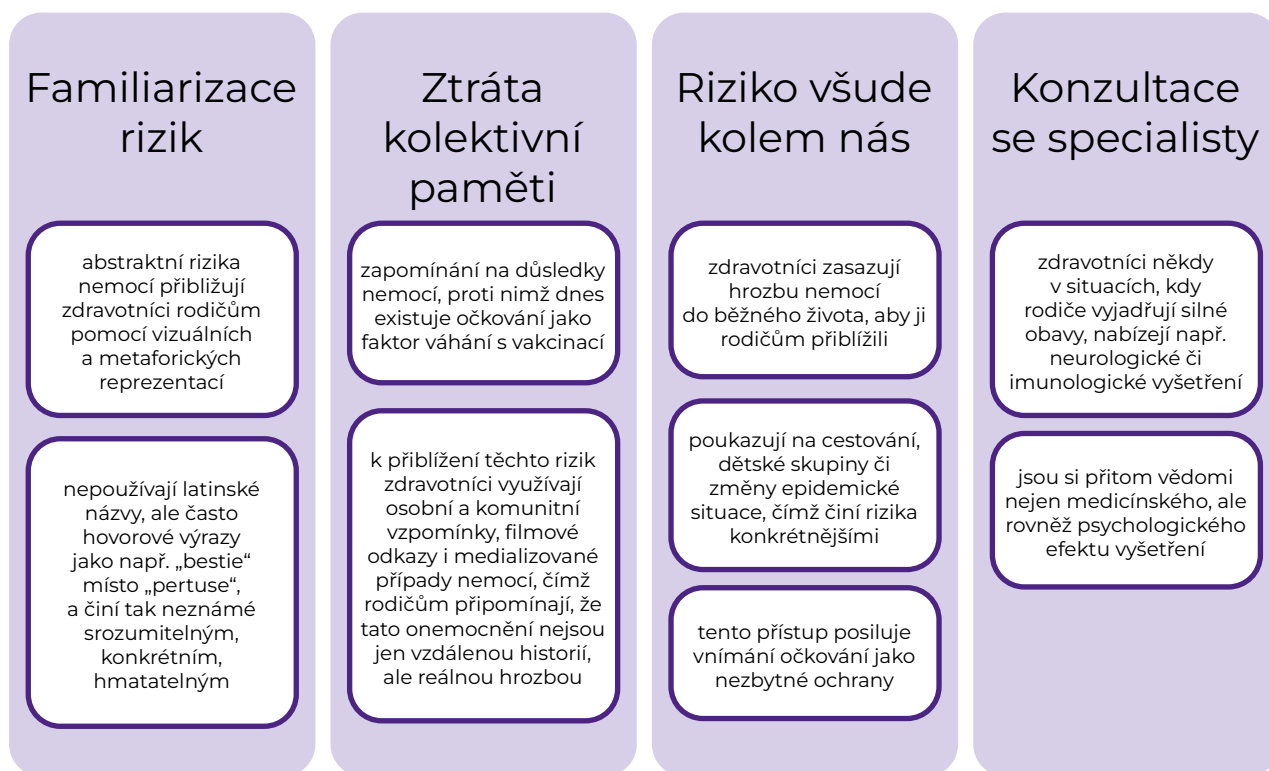 Familiarizace
rizik
abstraktní rizika
nemocí přibližují
zdravotníci rodičům
pomocí vizuálních
a metaforických
reprezentací
nepoužívají latinské
názvy, ale často
hovorové výrazy
jako např. „bestie“
místo „pertuse“,
a činí tak neznámé
srozumitelným,
konkrétním,
hmatatelným
Ztráta
kolektivní
paměti
zapomínání na důsledky
nemocí, proti nimž dnes
existuje očkování jako
faktor váhání s vakcinací
k přiblížení těchto rizik
zdravotníci využívají
osobní a komunitní
vzpomínky, filmové
odkazy i medializované
případy nemocí, čímž
rodičům připomínají, že
tato onemocnění nejsou
jen vzdálenou historií,
ale reálnou hrozbou
Riziko všude
kolem nás
zdravotníci zasazují
hrozbu nemocí
do běžného života, aby ji
rodičům přiblížili
poukazují na cestování,
dětské skupiny či
změny epidemické
situace, čímž činí rizika
konkrétnějšími
tento přístup posiluje
vnímání očkování jako
nezbytné ochrany
Konzultace
se specialisty
zdravotníci někdy
v situacích, kdy
rodiče vyjadřují silné
obavy, nabízejí např.
neurologické či
imunologické vyšetření
jsou si přitom vědomi
nejen medicínského, ale
rovněž psychologického
efektu vyšetření